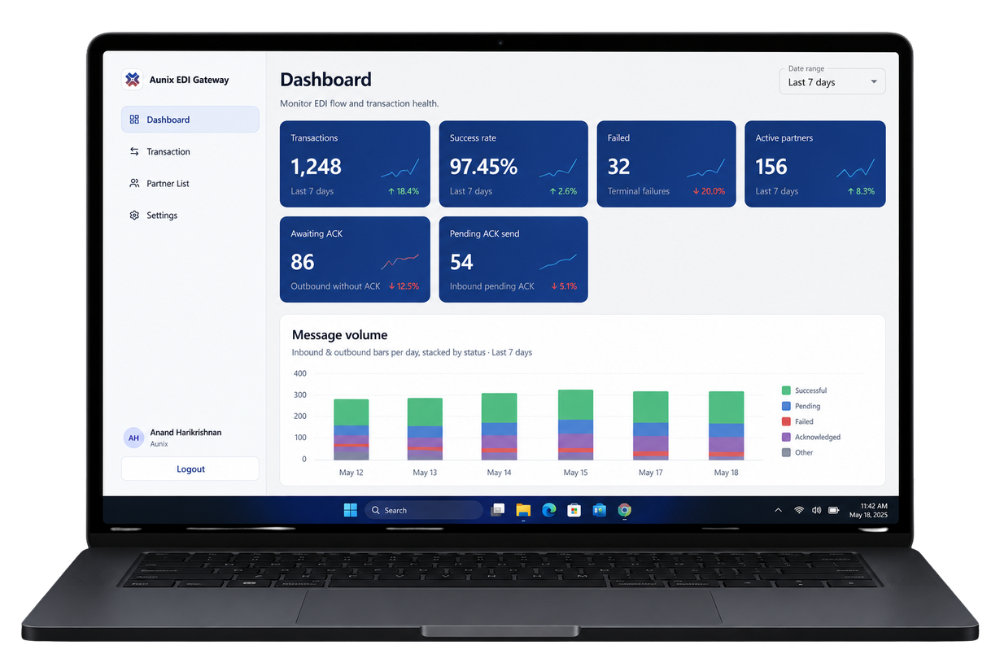 Aunix EDI Gateway
Dashboard
Transaction
Partner List
Settings
AH
Anand Harikrishnan
Aunix
Logout
Dashboard
Monitor EDI flow and transaction health.
Date range
Last 7 days
Transactions
1,248
Last 7 days ↑ 18.4%
Success rate
97.45%
Last 7 days ↑ 2.6%
Failed
32
Terminal failures ↓ 20.0%
Active partners
156
Last 7 days ↑ 8.3%
Awaiting ACK
86
Outbound without ACK ↓ 12.5%
Pending ACK send
54
Inbound pending ACK ↓ 5.1%
Message volume
Inbound & outbound bars per day, stacked by status · Last 7 days
400
300
200
100
0
May 12 May 13 May 14 May 15 May 17 May 18
Successful
Pending
Failed
Acknowledged
Other
Search
11:42 AM
May 18, 2025